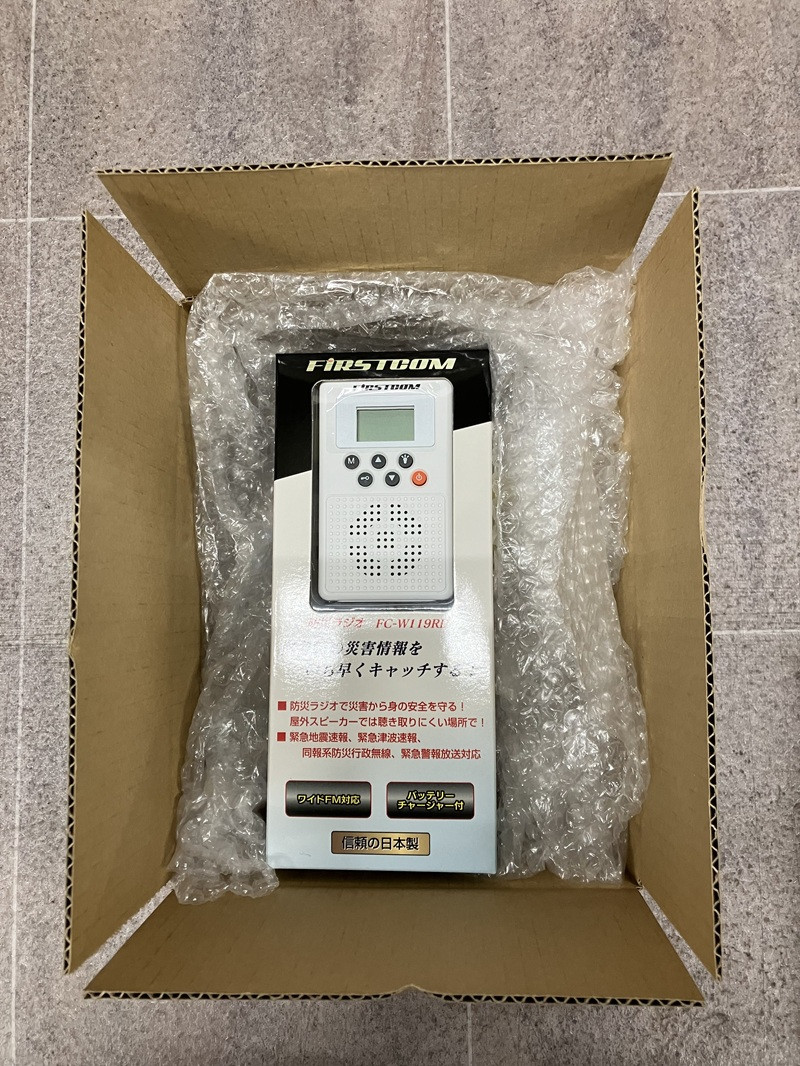 FIRSTCOM
FIRSTCOM
M
ラジオ FC-W119R
災害情報を
早くキャッチする!
■ 防災ラジオで災害から身の安全を守る!
屋外スピーカーでは聴き取りにくい場所で!
■ 緊急地震速報、緊急津波速報、
同報系防災行政無線、緊急警報放送対応
ワイドFM対応
バッテリー
チャージャー付
信頼の日本製